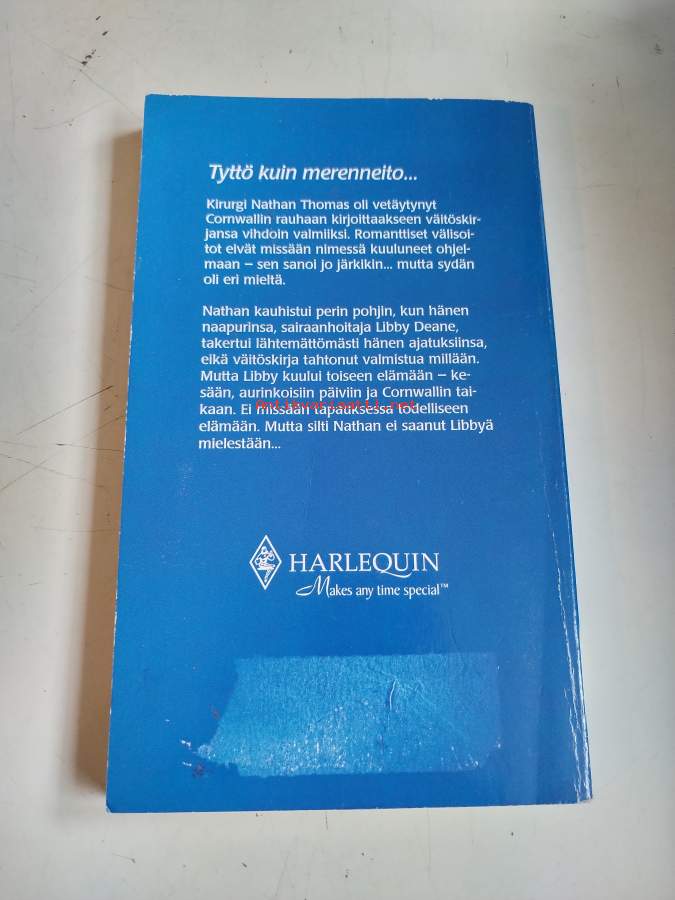 Tyttö kuin merenneito...
Kirurgi Nathan Thomas oli vetäytynyt
Cornwallin rauhaan kirjoittaakseen väitöskir-
jansa vihdoin valmiiksi. Romanttiset välisoi-
tot eivät missään nimessä kuuluneet ohjel-
maan – sen sanoi jo järkikin... mutta sydän
oli eri mieltä.
Nathan kauhistui perin pohjin, kun hänen
naapurinsa, sairaanhoitaja Libby Deane,
takertui lähtemättömästi hänen ajatuksiinsa,
eikä väitöskirja tahtonut valmistua millään.
Mutta Libby kuului toiseen elämään – ke-
sään, aurinkoisiin päiviin ja Cornwallin tai-
kaan. Ei missään tapauksessa todelliseen
elämään. Mutta silti Nathan ei saanut Libbyä
mielestään...
Antikvariaatti.net
HARLEQUIN
Makes any time special™